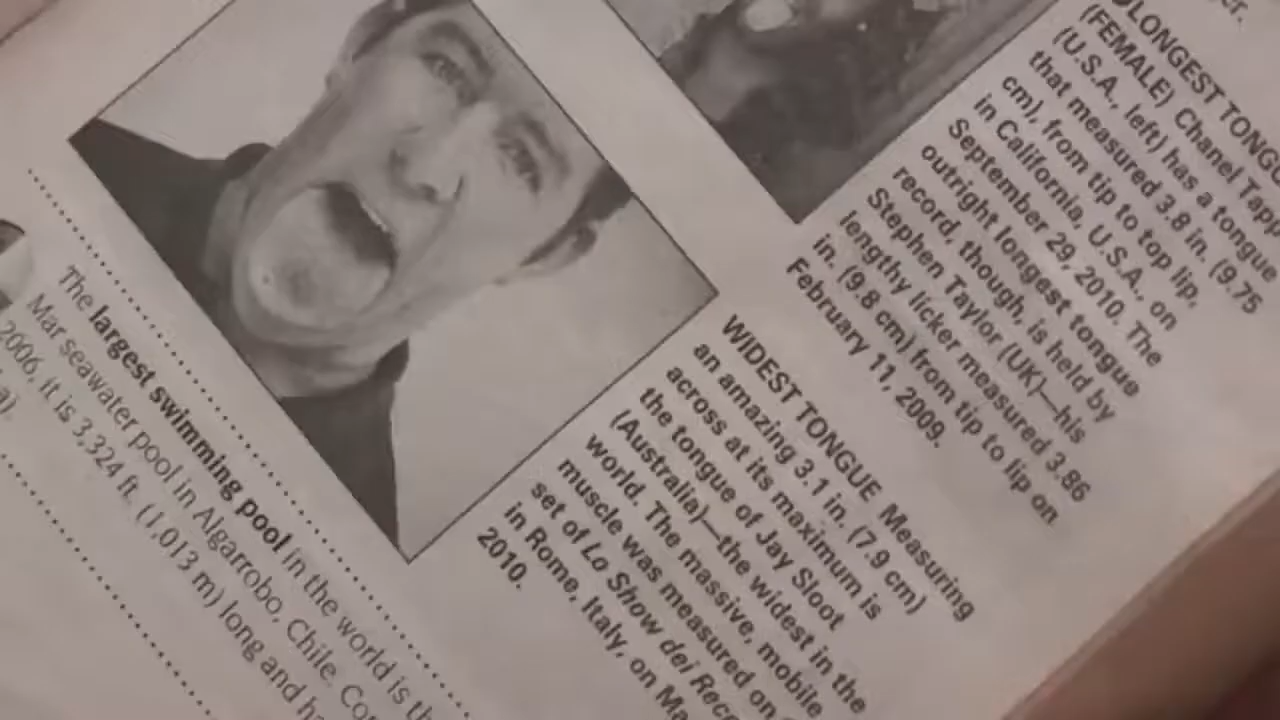 er.
LONGEST TONGU
(FEMALE) Chanel Tapp
(U.S.A., left) has a tongue
that measured 3.8 in. (9.75
cm), from tip to top lip,
in California, U.S.A., on
September 29, 2010. The
outright longest tongue
record, though, is held by
Stephen Taylor (UK)—his
lengthy licker measured 3.86
in. (9.8 cm) from tip to lip on
February 11, 2009.
WIDEST TONGUE Measuring
an amazing 3.1 in. (7.9 cm)
across at its maximum is
the tongue of Jay Sloot
(Australia)—the widest in the
world. The massive, mobile
muscle was measured on
set of Lo Show dei Reco
in Rome, Italy, on Ma
2010.
The largest swimming pool in the world is th
Mar seawater pool in Algarrobo, Chile. Co
2006, it is 3,324 ft. (1,013 m) long and ha
a).